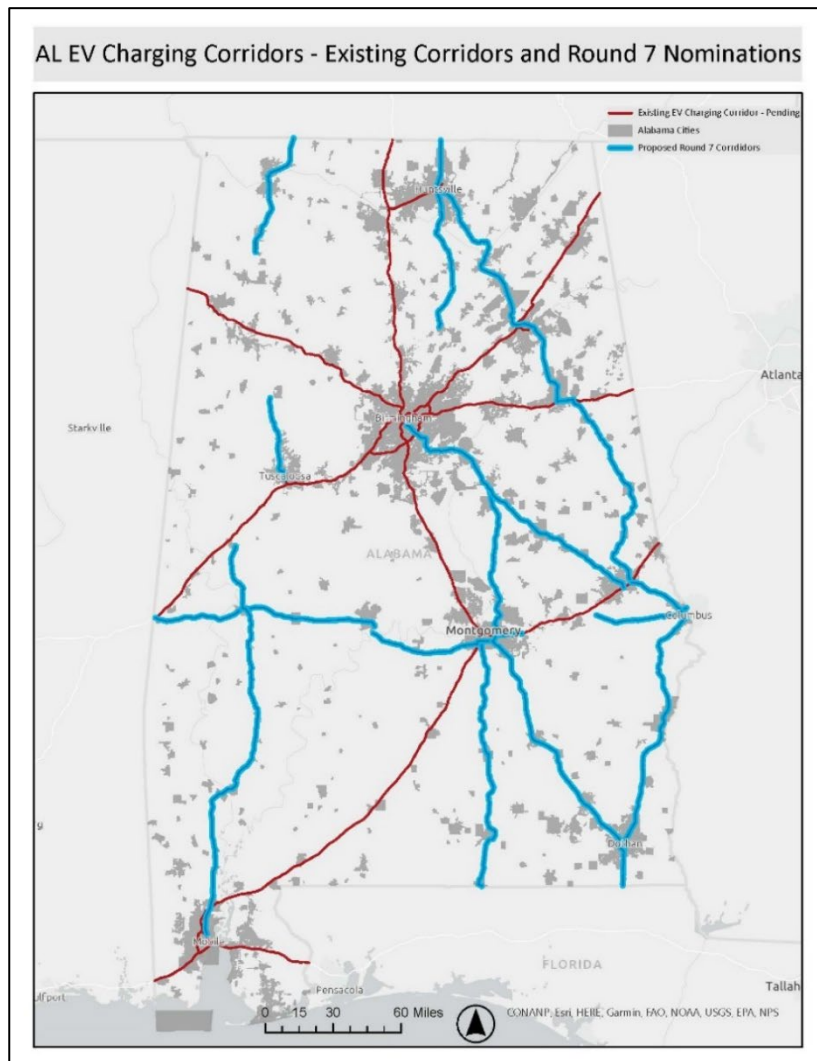 AL EV Charging Corridors - Existing Corridors and Round 7 Nominations
Existing EV Charging Corridor - Pending
Alabama Cities
Proposed Round 7 Corridors
Huntsville
Atlanta
Birmingham
Starkville
Tuscaloosa
ALABAMA
Columbus
Montgomery
Dothan
Mobile
FLORIDA
Tallah
Pensacola
ulfport
0 15 30 60 Miles
CONANP, Esri, HERE, Garmin, FAO, NOAA, USGS, EPA, NPS